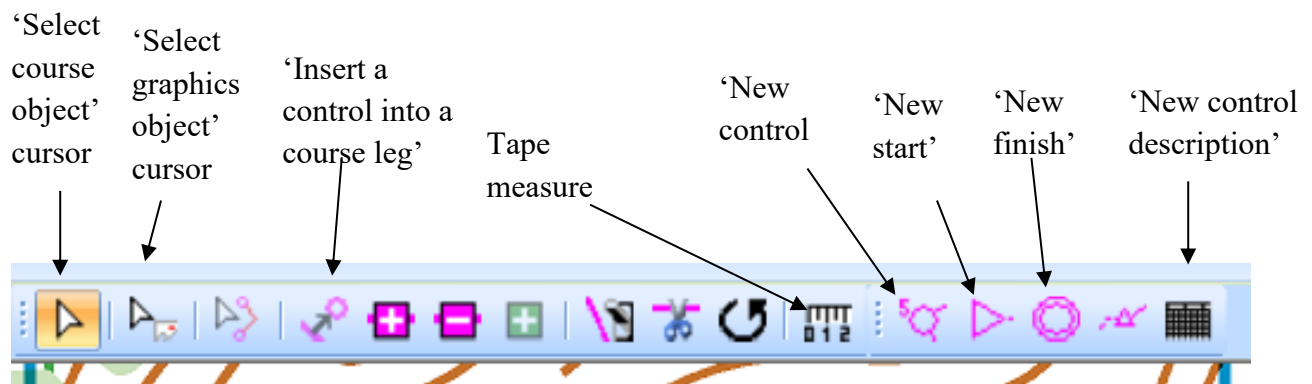 ‘Select
course
object’
cursor
‘Select
graphics
object’
cursor
‘Insert a
control into a
course leg’
Tape
measure
‘New
control
‘New
start’
‘New
finish’
‘New control
description’
0 1 2
5